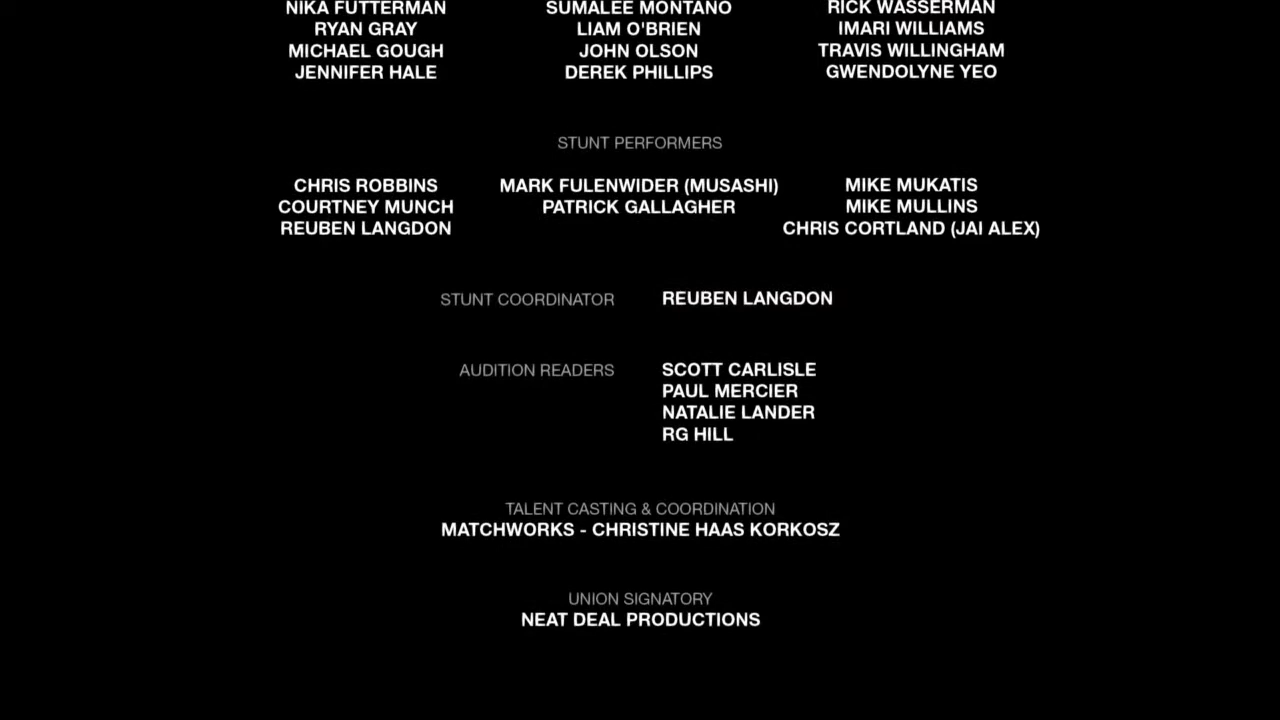 NIKA FUTTERMAN SUMALEE MONTANO RICK WASSERMAN
RYAN GRAY LIAM O'BRIEN IMARI WILLIAMS
MICHAEL GOUGH JOHN OLSON TRAVIS WILLINGHAM
JENNIFER HALE DEREK PHILLIPS GWENDOLYNE YEO
STUNT PERFORMERS
CHRIS ROBBINS MARK FULENWIDER (MUSASHI) MIKE MUKATIS
COURTNEY MUNCH PATRICK GALLAGHER MIKE MULLINS
REUBEN LANGDON CHRIS CORTLAND (JAI ALEX)
STUNT COORDINATOR REUBEN LANGDON
AUDITION READERS SCOTT CARLISLE
PAUL MERCIER
NATALIE LANDER
RG HILL
TALENT CASTING & COORDINATION
MATCHWORKS - CHRISTINE HAAS KORKOSZ
UNION SIGNATORY
NEAT DEAL PRODUCTIONS